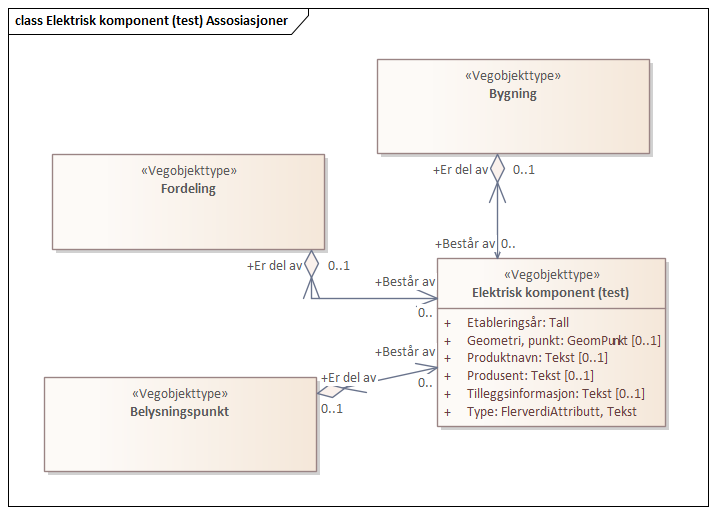 class Elektrisk komponent (test) Assosiasjoner
«Vegobjekttype»
Bygning
+Er del av 0..1
+Består av 0..
«Vegobjekttype»
Fordeling
+Er del av 0..1
+Består av
0..
«Vegobjekttype»
Elektrisk komponent (test)
+ Etableringsår: Tall
+ Geometri, punkt: GeomPunkt [0..1]
+ Produktnavn: Tekst [0..1]
+ Produsent: Tekst [0..1]
+ Tilleggsinformasjon: Tekst [0..1]
+ Type: FlerverdiAttributt, Tekst
+Består av
0..
+Er del av
0..1
«Vegobjekttype»
Belysningspunkt